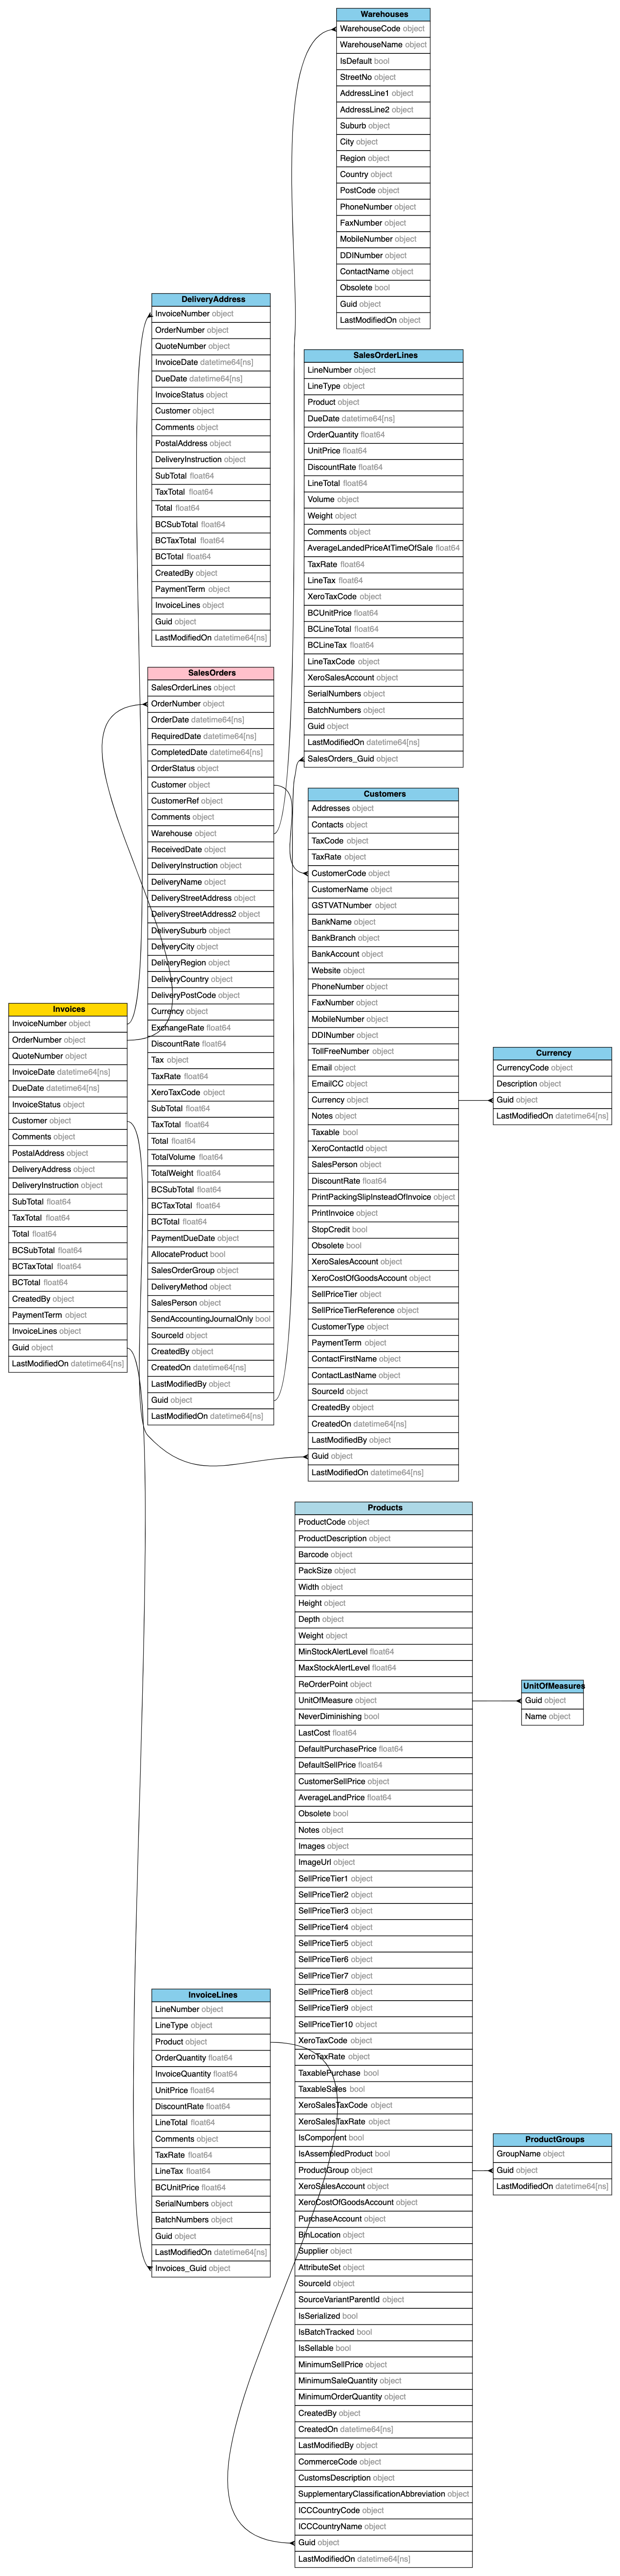 Warehouses
WarehouseCode object
WarehouseName object
IsDefault bool
StreetNo object
AddressLine1 object
AddressLine2 object
Suburb object
City object
Region object
Country object
PostCode object
PhoneNumber object
FaxNumber object
MobileNumber object
DDINumber object
ContactName object
Obsolete bool
Guid object
LastModifiedOn object
DeliveryAddress
InvoiceNumber object
OrderNumber object
QuoteNumber object
InvoiceDate datetime64[ns]
DueDate datetime64[ns]
InvoiceStatus object
Customer object
Comments object
PostalAddress object
DeliveryInstruction object
SubTotal float64
TaxTotal float64
Total float64
BCSubTotal float64
BCTaxTotal float64
BCTotal float64
CreatedBy object
PaymentTerm object
InvoiceLines object
Guid object
LastModifiedOn datetime64[ns]
SalesOrderLines
LineNumber object
LineType object
Product object
DueDate datetime64[ns]
OrderQuantity float64
UnitPrice float64
DiscountRate float64
LineTotal float64
Volume object
Weight object
Comments object
AverageLandedPriceAtTimeOfSale float64
TaxRate float64
LineTax float64
XeroTaxCode object
BCUnitPrice float64
BCLineTotal float64
BCLineTax float64
LineTaxCode object
XeroSalesAccount object
SerialNumbers object
BatchNumbers object
Guid object
LastModifiedOn datetime64[ns]
SalesOrders_Guid object
SalesOrders
SalesOrderLines object
OrderNumber object
OrderDate datetime64[ns]
RequiredDate datetime64[ns]
CompletedDate datetime64[ns]
OrderStatus object
Customer object
CustomerRef object
Comments object
Warehouse object
ReceivedDate object
DeliveryInstruction object
DeliveryName object
DeliveryStreetAddress object
DeliveryStreetAddress2 object
DeliverySuburb object
DeliveryCity object
DeliveryRegion object
DeliveryCountry object
DeliveryPostCode object
Currency object
ExchangeRate float64
DiscountRate float64
Tax object
TaxRate float64
XeroTaxCode object
SubTotal float64
TaxTotal float64
Total float64
TotalVolume float64
TotalWeight float64
BCSubTotal float64
BCTaxTotal float64
BCTotal float64
PaymentDueDate object
AllocateProduct bool
SalesOrderGroup object
DeliveryMethod object
SalesPerson object
SendAccountingJournalOnly bool
SourceId object
CreatedBy object
CreatedOn datetime64[ns]
LastModifiedBy object
Guid object
LastModifiedOn datetime64[ns]
Customers
Addresses object
Contacts object
TaxCode object
TaxRate object
CustomerCode object
CustomerName object
GSTVATNumber object
BankName object
BankBranch object
BankAccount object
Website object
PhoneNumber object
FaxNumber object
MobileNumber object
DDINumber object
TollFreeNumber object
Email object
EmailCC object
Currency object
Notes object
Taxable bool
XeroContactId object
SalesPerson object
DiscountRate float64
PrintPackingSlipInsteadOfInvoice object
PrintInvoice object
StopCredit bool
Obsolete bool
XeroSalesAccount object
XeroCostOfGoodsAccount object
SellPriceTier object
SellPriceTierReference object
CustomerType object
PaymentTerm object
ContactFirstName object
ContactLastName object
SourceId object
CreatedBy object
CreatedOn datetime64[ns]
LastModifiedBy object
Guid object
LastModifiedOn datetime64[ns]
Invoices
InvoiceNumber object
OrderNumber object
QuoteNumber object
InvoiceDate datetime64[ns]
DueDate datetime64[ns]
InvoiceStatus object
Customer object
Comments object
PostalAddress object
DeliveryAddress object
DeliveryInstruction object
SubTotal float64
TaxTotal float64
Total float64
BCSubTotal float64
BCTaxTotal float64
BCTotal float64
CreatedBy object
PaymentTerm object
InvoiceLines object
Guid object
LastModifiedOn datetime64[ns]
Currency
CurrencyCode object
Description object
Guid object
LastModifiedOn datetime64[ns]
Products
ProductCode object
ProductDescription object
Barcode object
PackSize object
Width object
Height object
Depth object
Weight object
MinStockAlertLevel float64
MaxStockAlertLevel float64
ReOrderPoint object
UnitOfMeasure object
NeverDiminishing bool
LastCost float64
DefaultPurchasePrice float64
DefaultSellPrice float64
CustomerSellPrice object
AverageLandPrice float64
Obsolete bool
Notes object
Images object
ImageUrl object
SellPriceTier1 object
SellPriceTier2 object
SellPriceTier3 object
SellPriceTier4 object
SellPriceTier5 object
SellPriceTier6 object
SellPriceTier7 object
SellPriceTier8 object
SellPriceTier9 object
SellPriceTier10 object
XeroTaxCode object
XeroTaxRate object
TaxablePurchase bool
TaxableSales bool
XeroSalesTaxCode object
XeroSalesTaxRate object
IsComponent bool
IsAssembledProduct bool
ProductGroup object
XeroSalesAccount object
XeroCostOfGoodsAccount object
PurchaseAccount object
BinLocation object
Supplier object
AttributeSet object
SourceId object
SourceVariantParentId object
IsSerialized bool
IsBatchTracked bool
IsSellable bool
MinimumSellPrice object
MinimumSaleQuantity object
MinimumOrderQuantity object
CreatedBy object
CreatedOn datetime64[ns]
LastModifiedBy object
CommerceCode object
CustomsDescription object
SupplementaryClassificationAbbreviation object
ICCCountryCode object
ICCCountryName object
Guid object
LastModifiedOn datetime64[ns]
UnitOfMeasures
Guid object
Name object
InvoiceLines
LineNumber object
LineType object
Product object
OrderQuantity float64
InvoiceQuantity float64
UnitPrice float64
DiscountRate float64
LineTotal float64
Comments object
TaxRate float64
LineTax float64
BCUnitPrice float64
SerialNumbers object
BatchNumbers object
Guid object
LastModifiedOn datetime64[ns]
Invoices_Guid object
ProductGroups
GroupName object
Guid object
LastModifiedOn datetime64[ns]